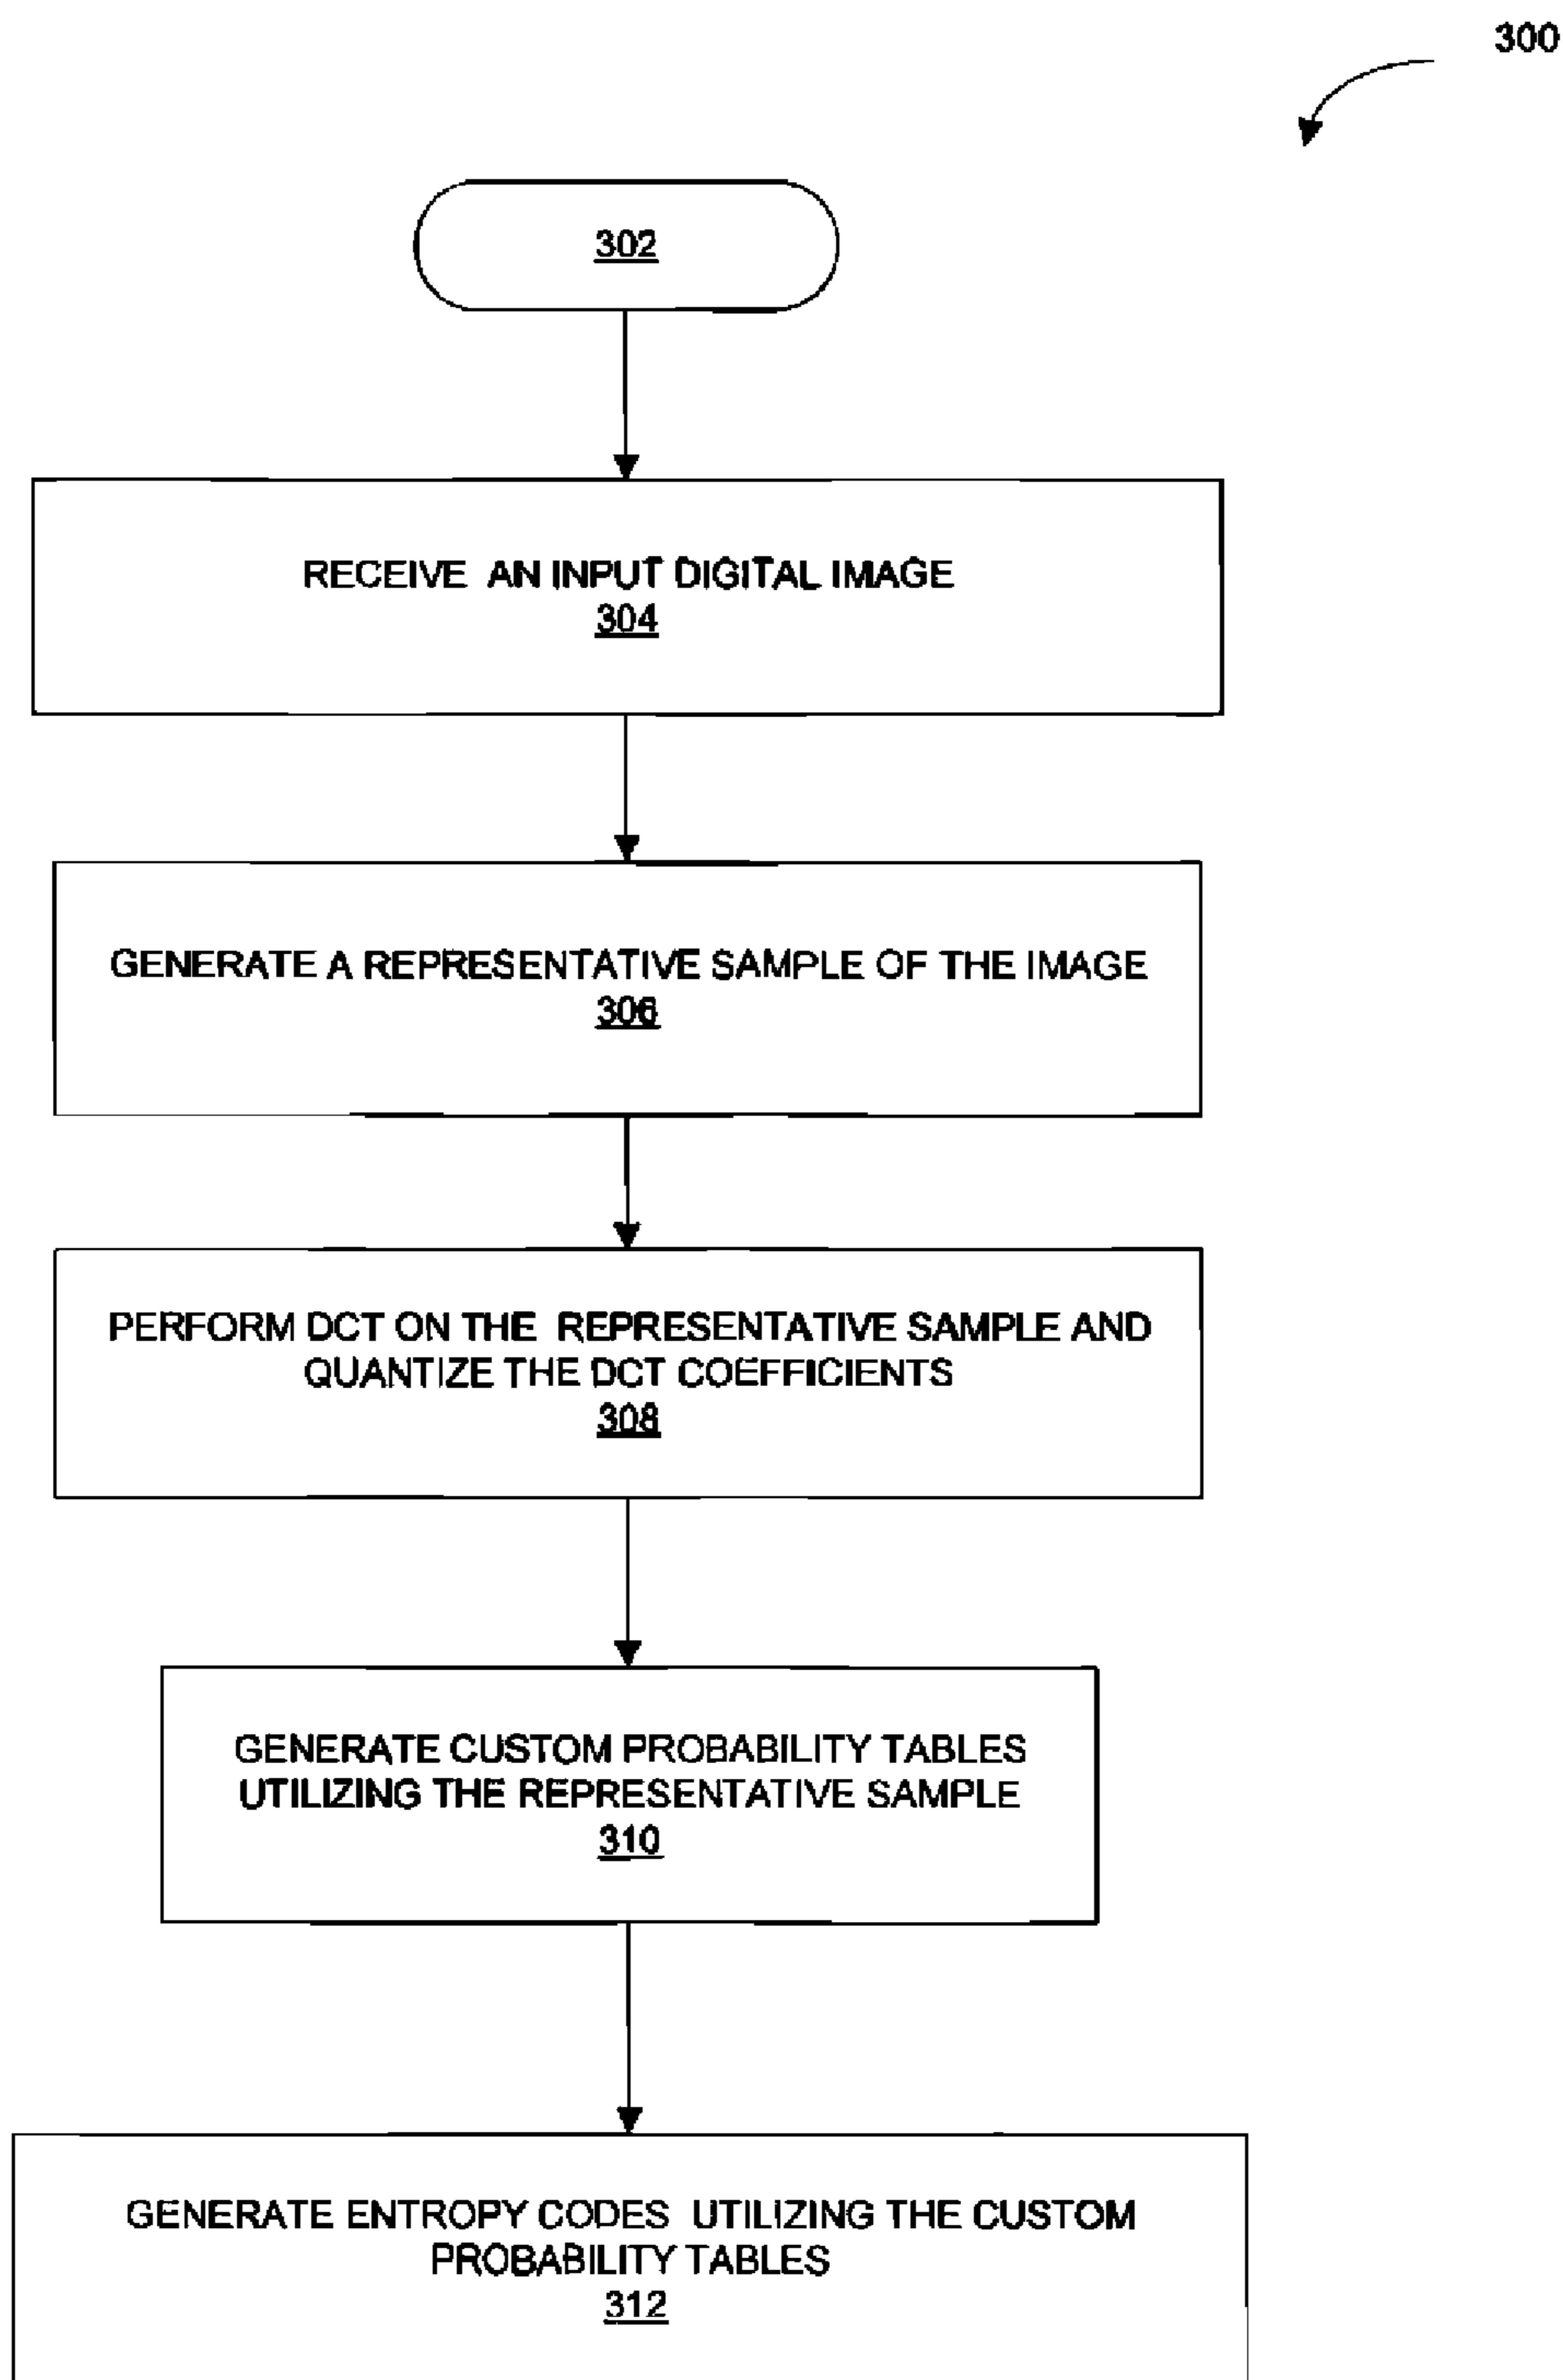 300
302
RECEIVE AN INPUT DIGITAL IMAGE
304
GENERATE A REPRESENTATIVE SAMPLE OF THE IMAGE
306
PERFORM DCT ON THE REPRESENTATIVE SAMPLE AND
QUANTIZE THE DCT COEFFICIENTS
308
GENERATE CUSTOM PROBABILITY TABLES
UTILIZING THE REPRESENTATIVE SAMPLE
310
GENERATE ENTROPY CODES UTILIZING THE CUSTOM
PROBABILITY TABLES
312